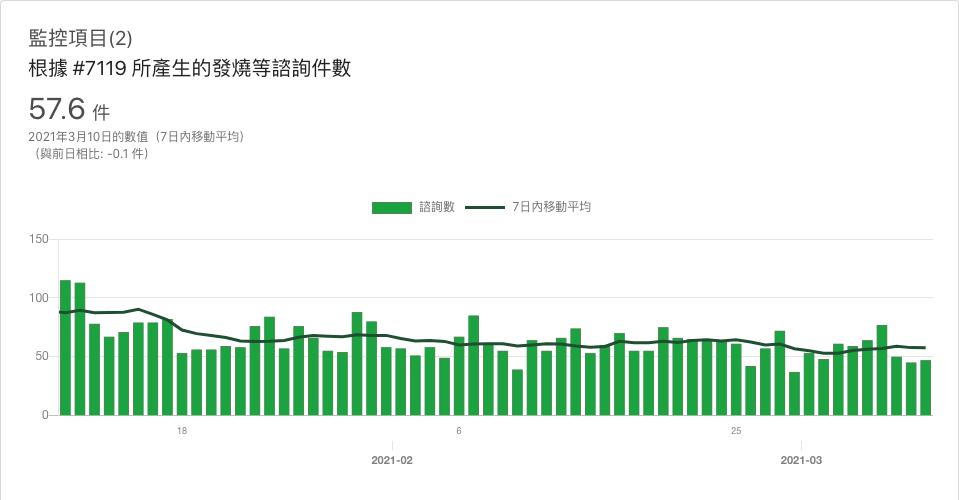 監控項目(2)
根據 #7119 所產生的發燒等諮詢件數
57.6 件
2021年3月10日的數值（7日內移動平均）
（與前日相比: -0.1 件）
諮詢數 7日內移動平均
150
100
50
0
18 6 25
2021-02 2021-03